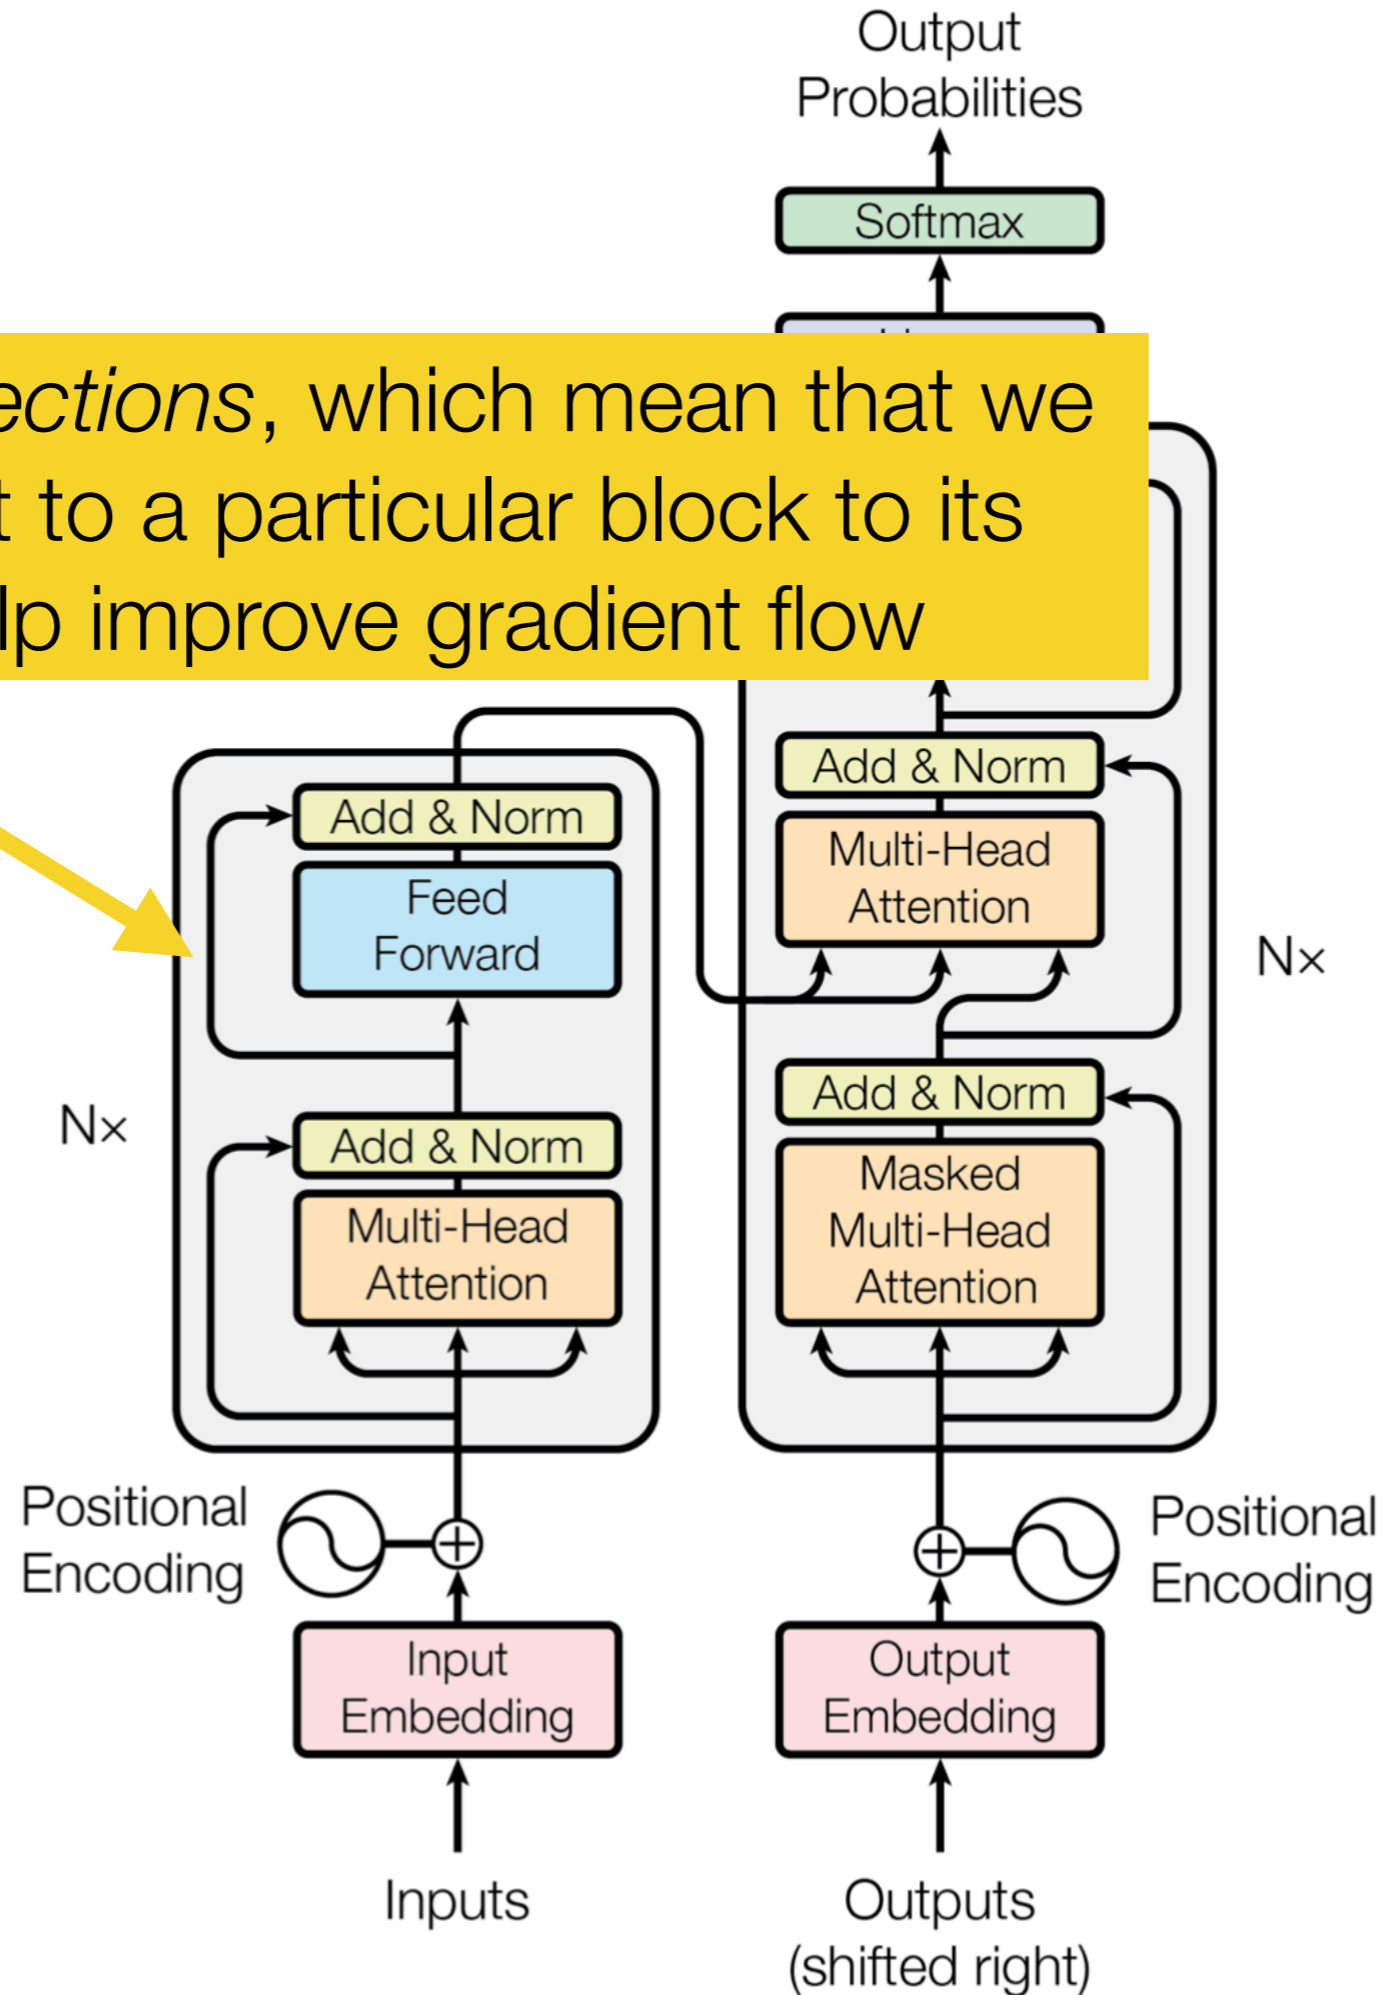 Output
Probabilities
Softmax
, which mean that we
to a particular block to its
improve gradient flow
Add & Norm
Multi-Head
Attention
Nx
Add & Norm
Masked
Multi-Head
Attention
Add & Norm
Feed
Forward
Nx
Add & Norm
Multi-Head
Attention
Positional
Encoding
Positional
Encoding
Input
Embedding
Output
Embedding
Inputs
Outputs
(shifted right)